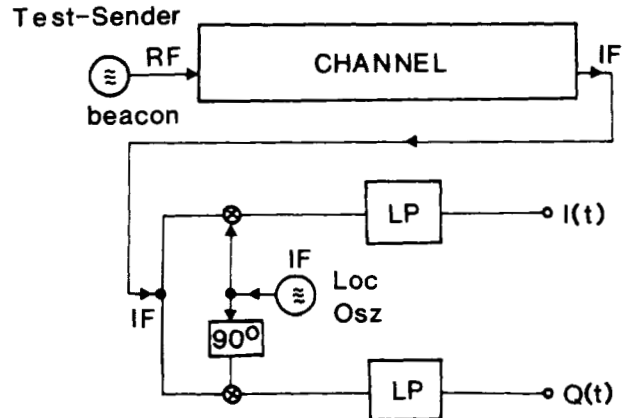 Test-Sender
RF
CHANNEL
IF
beacon
LP
I(t)
IF
Loc
Osz
IF
90°
LP
Q(t)